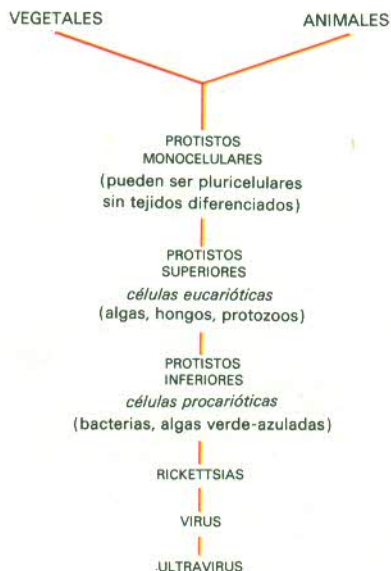 VEGETALES ANIMALES
PROTISTOS
MONOCELULARES
(pueden ser pluricelulares
sin tejidos diferenciados)
PROTISTOS
SUPERIORES
células eucarióticas
(algas, hongos, protozoos)
PROTISTOS
INFERIORES
células procarióticas
(bacterias, algas verde-azuladas)
RICKETTSIAS
VIRUS
ULTRAVIRUS